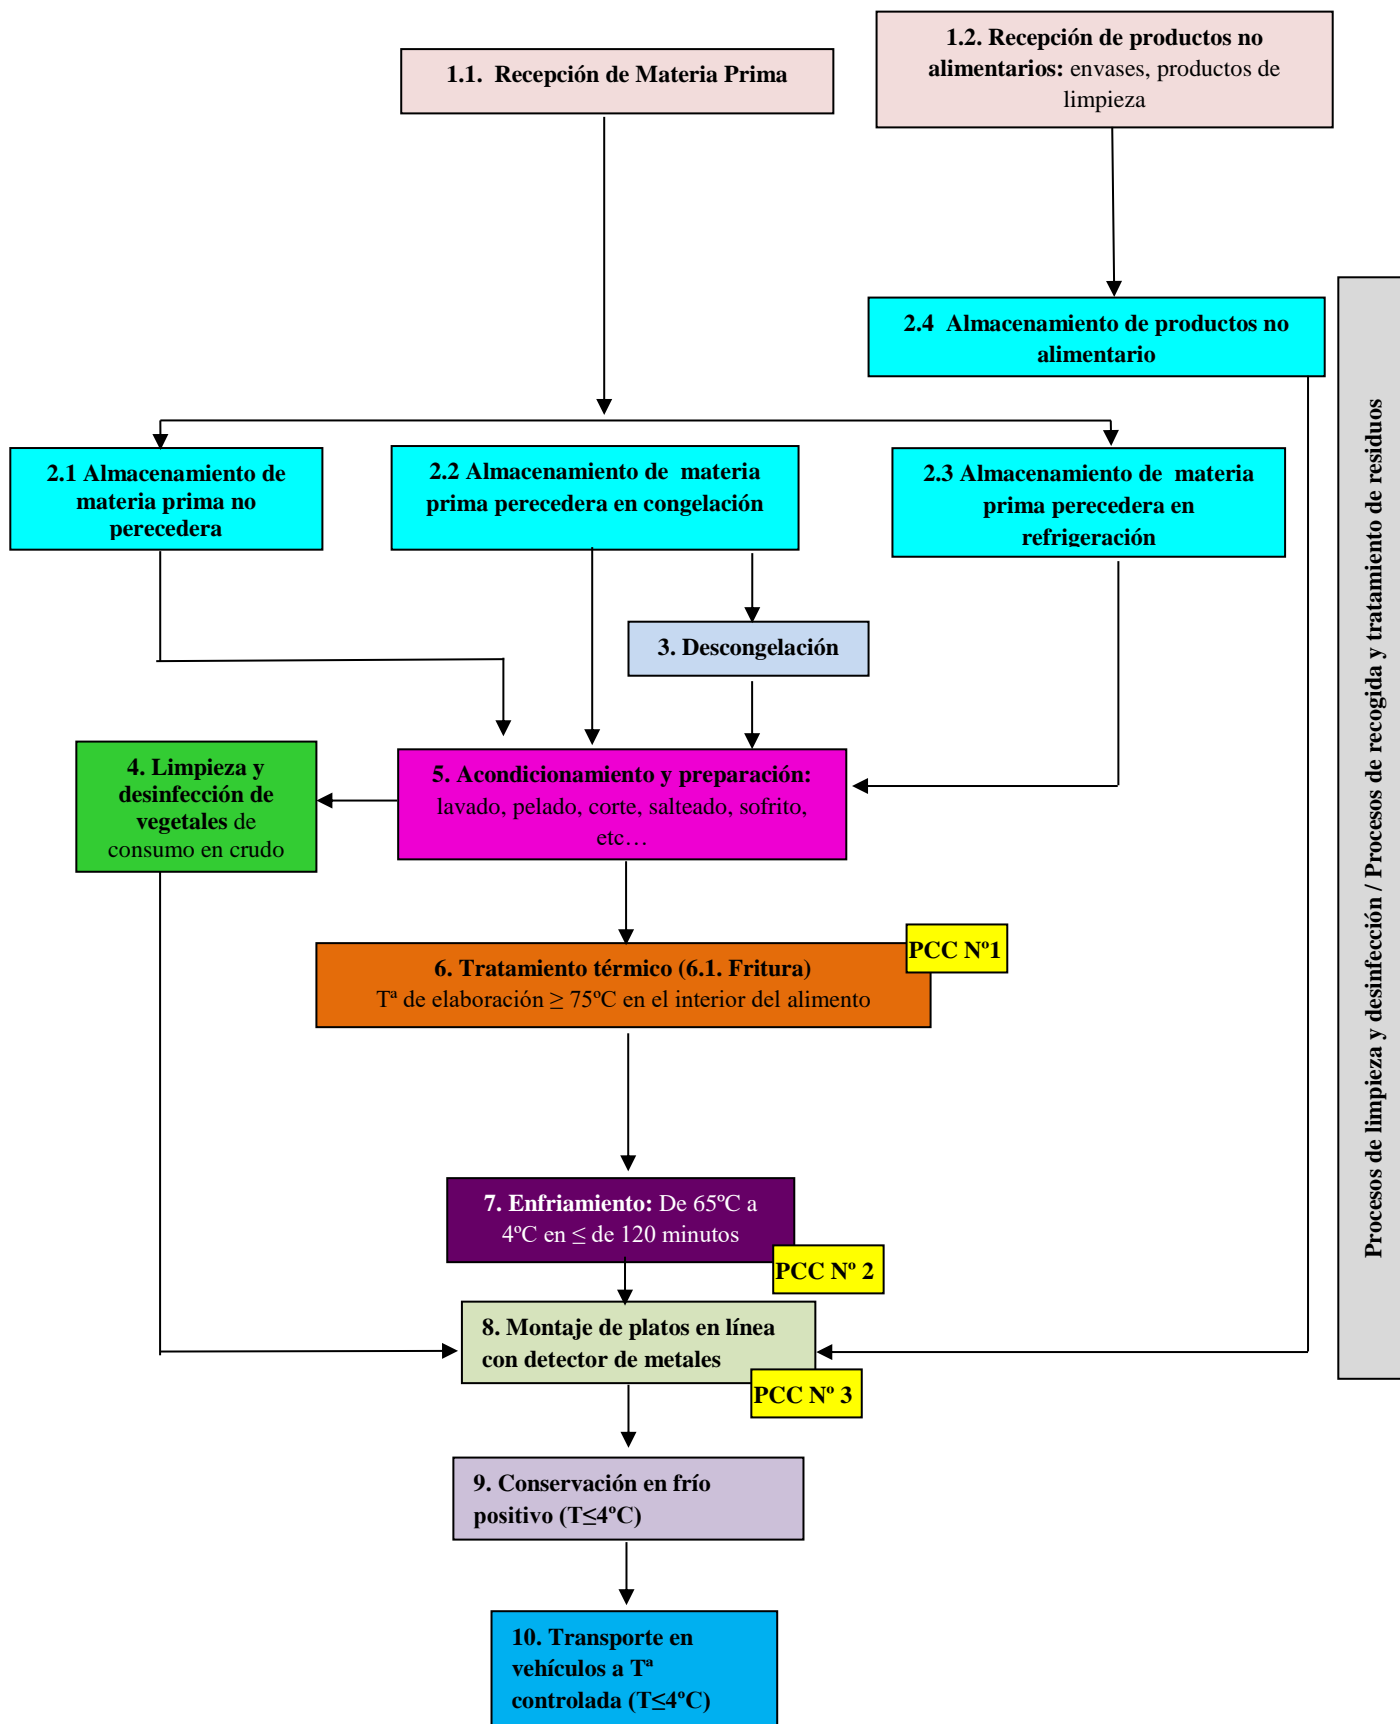 1.1. Recepción de Materia Prima
1.2. Recepción de productos no
alimentarios: envases, productos de
limpieza
2.4 Almacenamiento de productos no
alimentario
2.1 Almacenamiento de
materia prima no
perecedera
2.2 Almacenamiento de materia
prima perecedera en congelación
2.3 Almacenamiento de materia
prima perecedera en
refrigeración
3. Descongelación
4. Limpieza y
desinfección de
vegetales de
consumo en crudo
5. Acondicionamiento y preparación:
lavado, pelado, corte, salteado, sofrito,
etc…
PCC Nº1
6. Tratamiento térmico (6.1. Fritura)
Tª de elaboración ≥ 75ºC en el interior del alimento
7. Enfriamiento: De 65ºC a
4ºC en ≤ de 120 minutos
PCC Nº 2
8. Montaje de platos en línea
con detector de metales
PCC Nº 3
9. Conservación en frío
positivo (T≤4ºC)
10. Transporte en
vehículos a Tª
controlada (T≤4ºC)
Procesos de limpieza y desinfección / Procesos de recogida y tratamiento de residuos